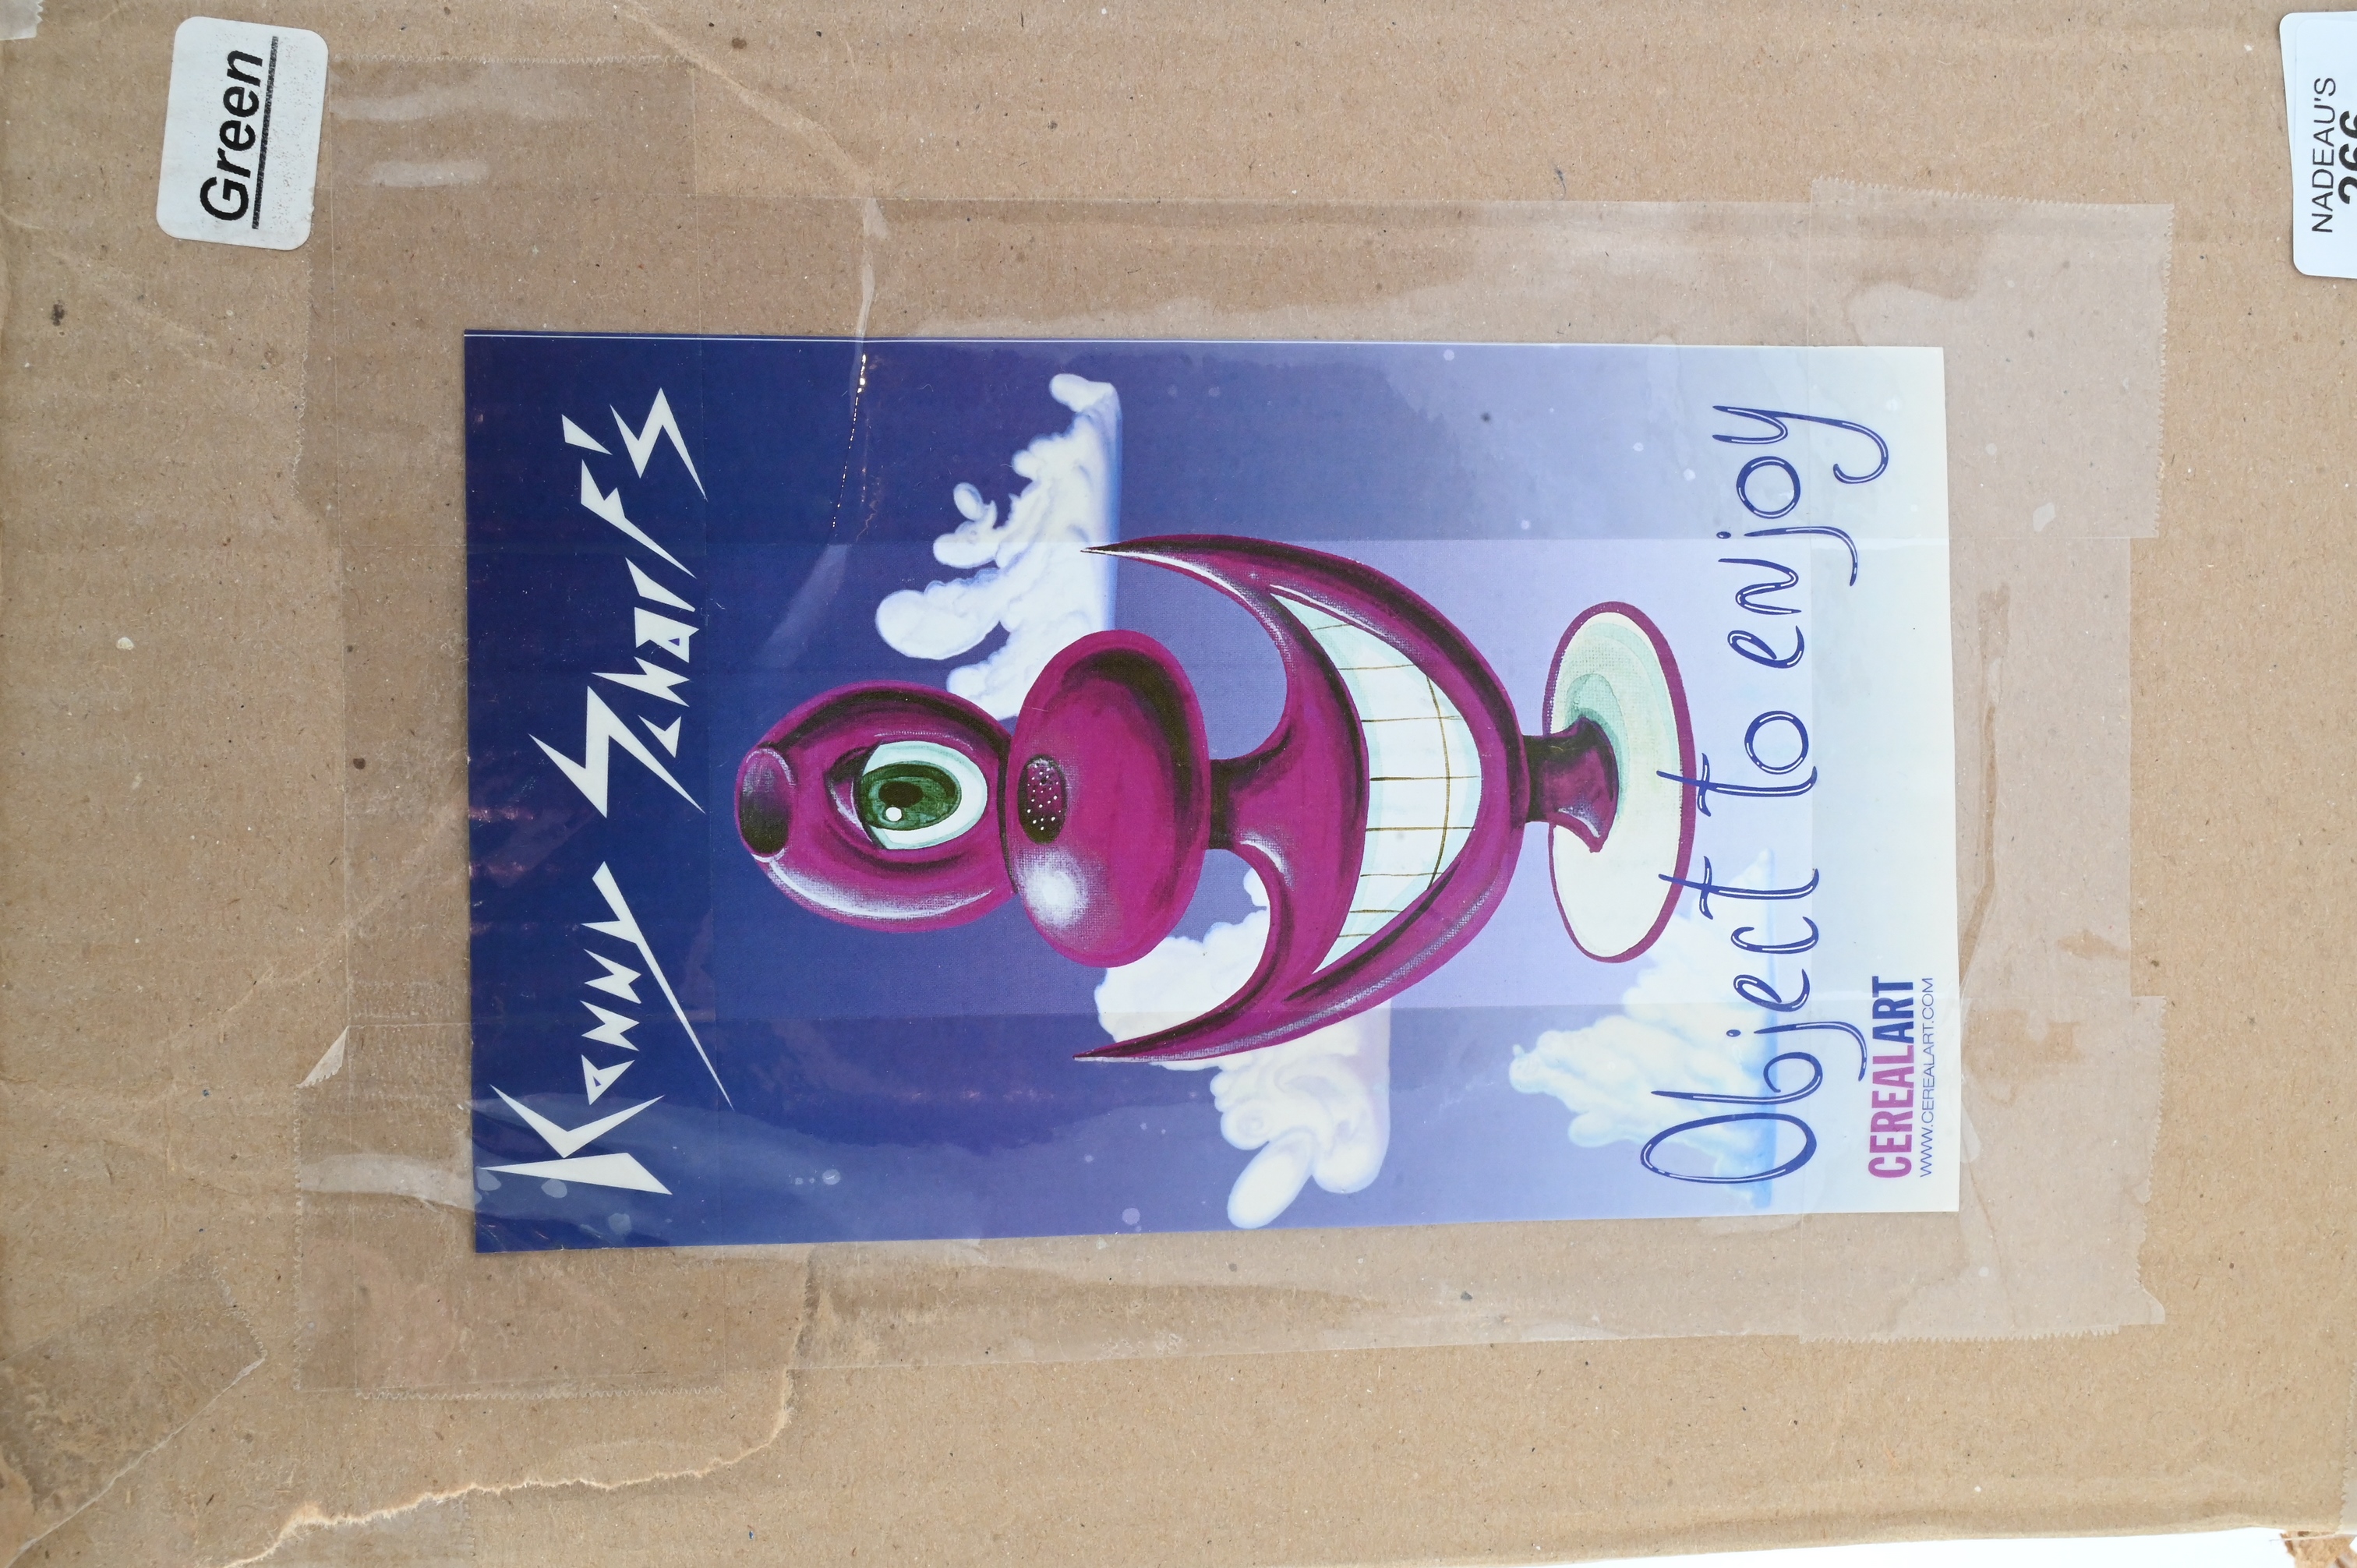 Green
Kenny Scharf's
Object to enjoy
CEREALART
WWW.CEREALART.COM
NADEAU'S